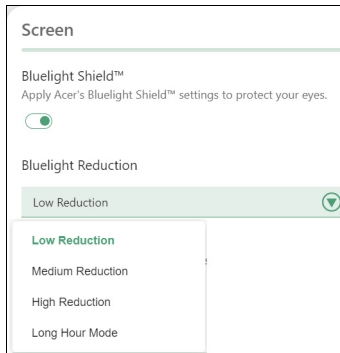 Screen
Bluelight Shield™
Apply Acer's Bluelight Shield™ settings to protect your eyes.
Bluelight Reduction
Low Reduction
Low Reduction
Medium Reduction
High Reduction
Long Hour Mode